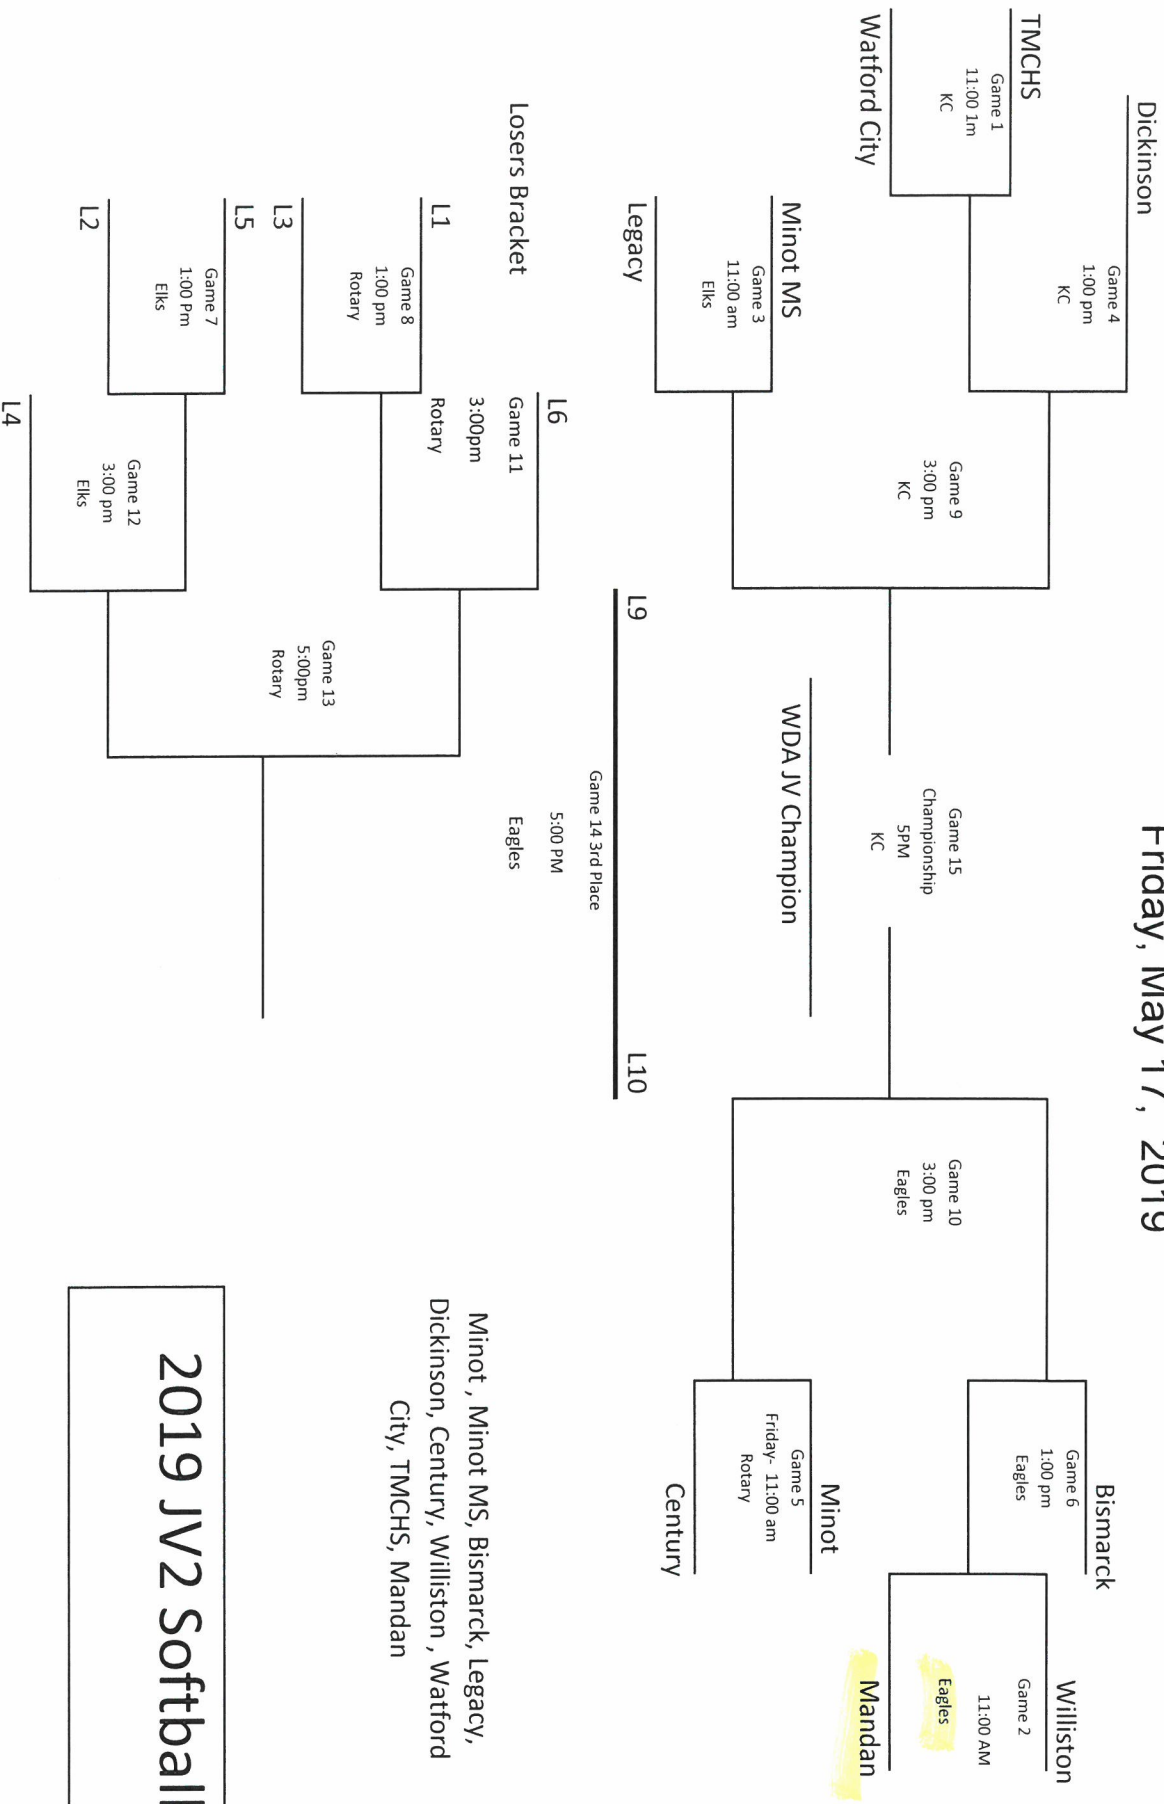 Friday, May 17, 2019
Dickinson
Game 4
1:00 pm
KC
TMCHS
Game 1
11:00 1m
KC
Watford City
Game 9
3:00 pm
KC
Minot MS
Game 3
11:00 am
Elks
Legacy
Game 15
Championship
5PM
KC
WDA JV Champion
Bismarck
Game 6
1:00 pm
Eagles
Williston
Game 2
11:00 AM
Eagles
Mandan
Game 10
3:00 pm
Eagles
Minot
Game 5
Friday- 11:00 am
Rotary
Century
L9
L10
Game 14 3rd Place
5:00 PM
Eagles
Losers Bracket
L6
Game 11
3:00pm
Rotary
L1
Game 8
1:00 pm
Rotary
L3
Game 13
5:00pm
Rotary
L5
Game 7
1:00 Pm
Elks
L2
Game 12
3:00 pm
Elks
L4
Minot , Minot MS, Bismarck, Legacy,
Dickinson, Century, Williston , Watford
City, TMCHS, Mandan
2019 JV2 Softball